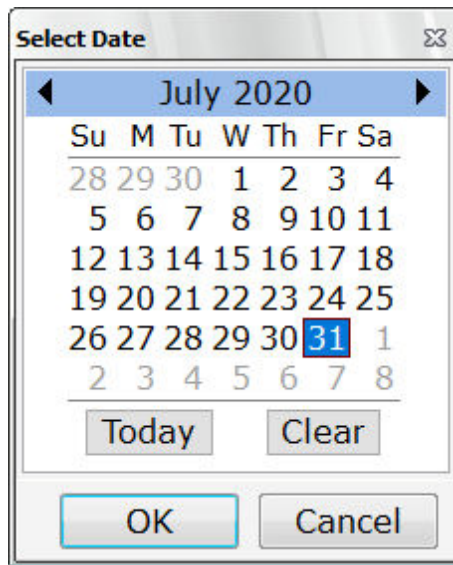 Select Date
July 2020
Su M Tu W Th Fr Sa
28 29 30 1 2 3 4
5 6 7 8 9 10 11
12 13 14 15 16 17 18
19 20 21 22 23 24 25
26 27 28 29 30 31 1
2 3 4 5 6 7 8
Today Clear
OK Cancel